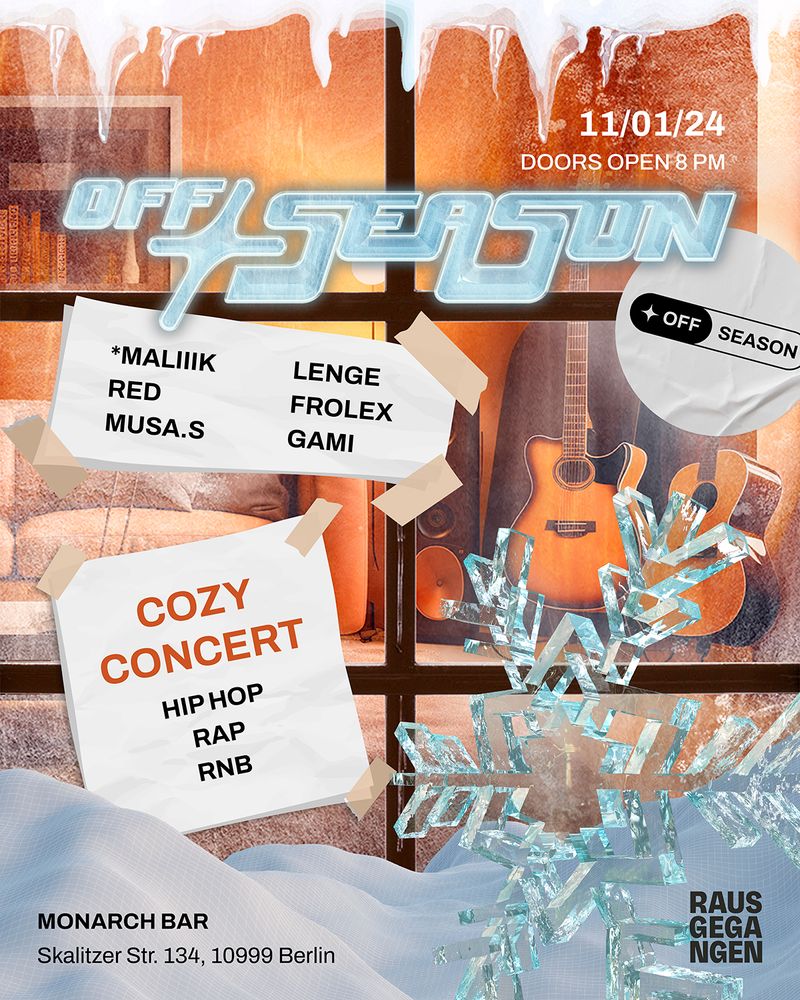 11/01/24
DOORS OPEN 8 PM
OFF SEASON
OFF SEASON
*MALIIIK
RED
MUSA.S
LENGE
FROLEX
GAMI
COZY
CONCERT
HIP HOP
RAP
RNB
MONARCH BAR
Skalitzer Str. 134, 10999 Berlin
RAUS
GEGA
NGEN